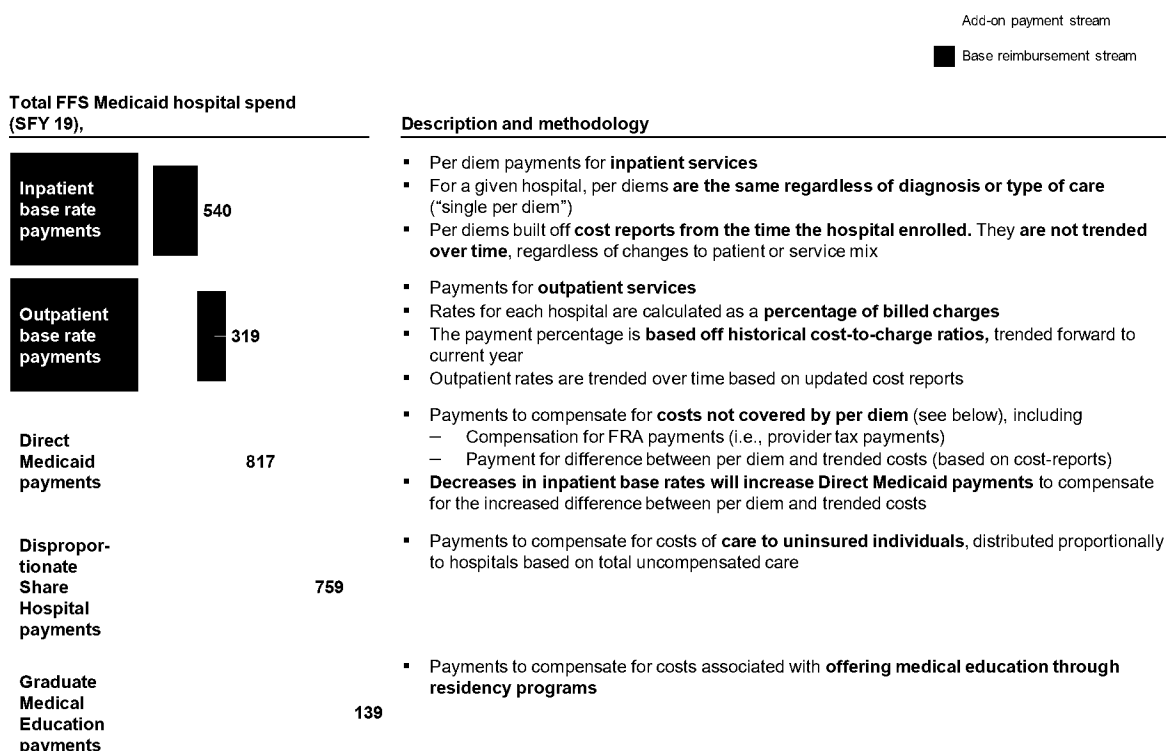 Add-on payment stream
Base reimbursement stream
Total FFS Medicaid hospital spend
(SFY 19),
Description and methodology
Inpatient
base rate
payments
540
▪ Per diem payments for inpatient services
▪ For a given hospital, per diems are the same regardless of diagnosis or type of care
(“single per diem”)
▪ Per diems built off cost reports from the time the hospital enrolled. They are not trended
over time, regardless of changes to patient or service mix
Outpatient
base rate
payments
319
▪ Payments for outpatient services
▪ Rates for each hospital are calculated as a percentage of billed charges
▪ The payment percentage is based off historical cost-to-charge ratios, trended forward to
current year
▪ Outpatient rates are trended over time based on updated cost reports
Direct
Medicaid
payments
817
▪ Payments to compensate for costs not covered by per diem (see below), including
– Compensation for FRA payments (i.e., provider tax payments)
– Payment for difference between per diem and trended costs (based on cost-reports)
▪ Decreases in inpatient base rates will increase Direct Medicaid payments to compensate
for the increased difference between per diem and trended costs
Dispropor-
tionate
Share
Hospital
payments
759
▪ Payments to compensate for costs of care to uninsured individuals, distributed proportionally
to hospitals based on total uncompensated care
Graduate
Medical
Education
payments
139
▪ Payments to compensate for costs associated with offering medical education through
residency programs